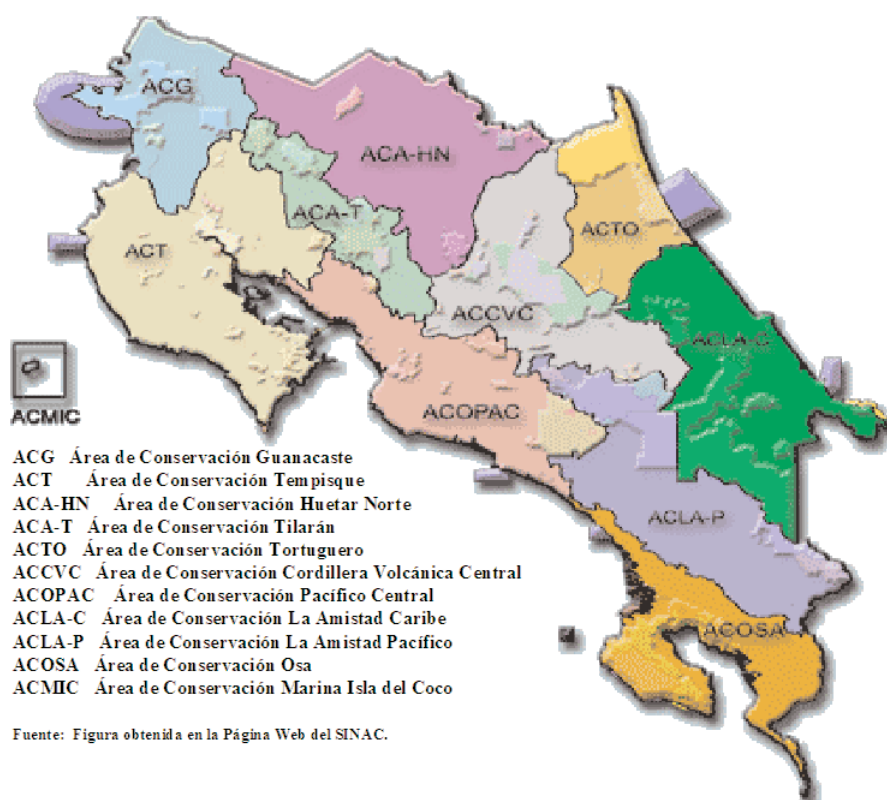 ACG
ACA-HN
ACA-T
ACTO
ACT
ACCVC
ACLA-C
ACMIC
ACOPAC
ACLA-P
ACOSA
ACG Área de Conservación Guanacaste
ACT Área de Conservación Tempisque
ACA-HN Área de Conservación Huetar Norte
ACA-T Área de Conservación Tilarán
ACTO Área de Conservación Tortuguero
ACCVC Área de Conservación Cordillera Volcánica Central
ACOPAC Área de Conservación Pacífico Central
ACLA-C Área de Conservación La Amistad Caribe
ACLA-P Área de Conservación La Amistad Pacífico
ACOSA Área de Conservación Osa
ACMIC Área de Conservación Marina Isla del Coco
Fuente: Figura obtenida en la Página Web del SINAC.